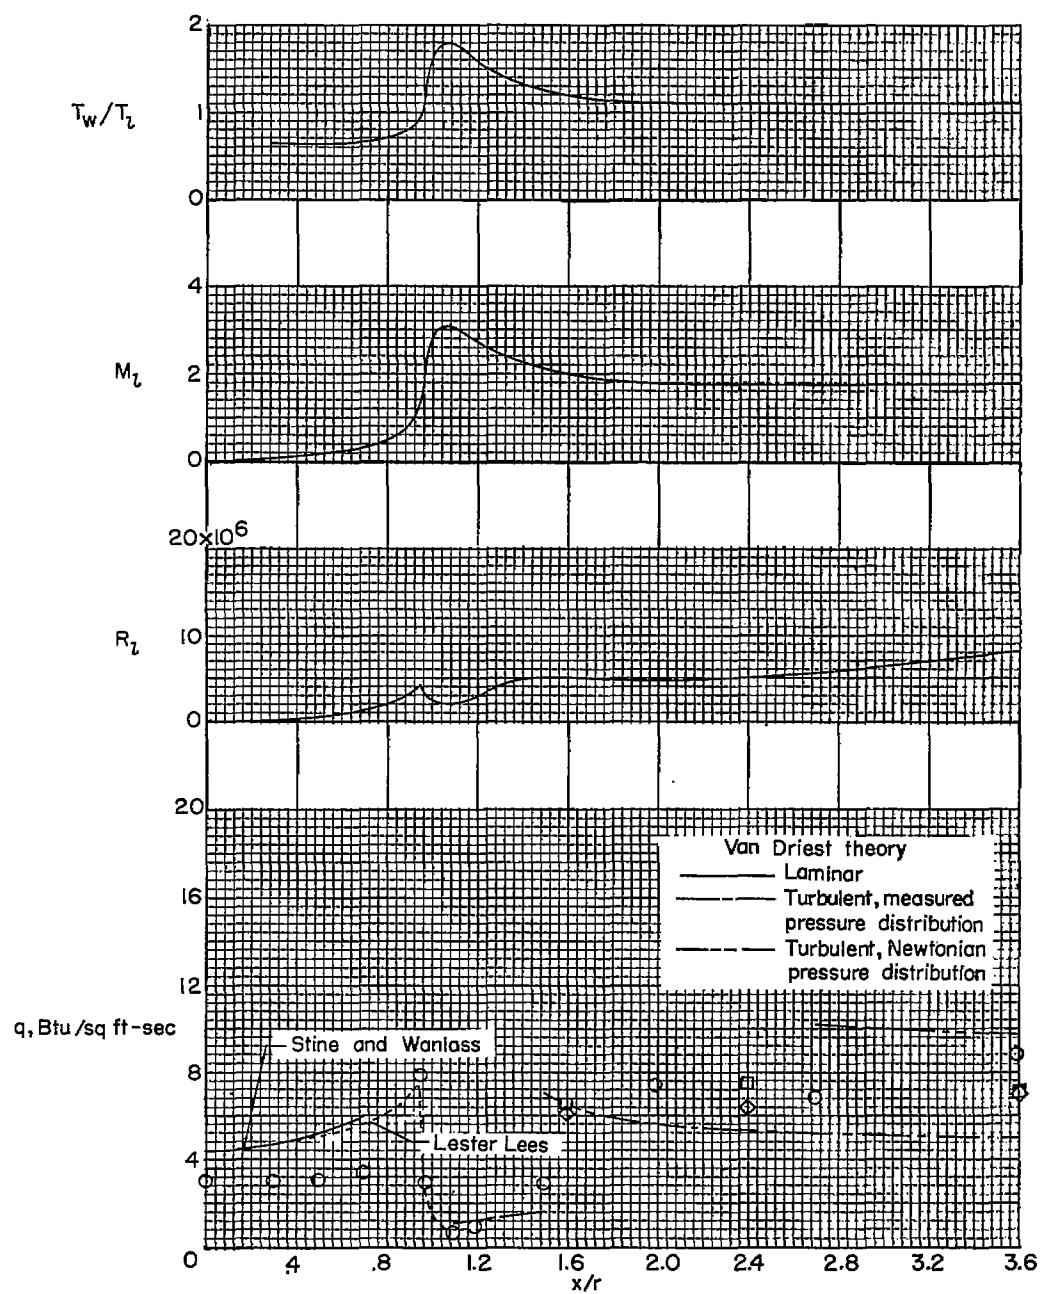 2
T_w/T_l
1
0
4
M_l
2
0
20×10^6
R_l
10
0
20
Van Driest theory
Laminar
16
Turbulent, measured
pressure distribution
Turbulent, Newtonian
pressure distribution
12
q, Btu/sq ft-sec
Stine and Wanlass
8
Lester Lees
4
0
.4 .8 1.2 1.6 2.0 2.4 2.8 3.2 3.6
x/r